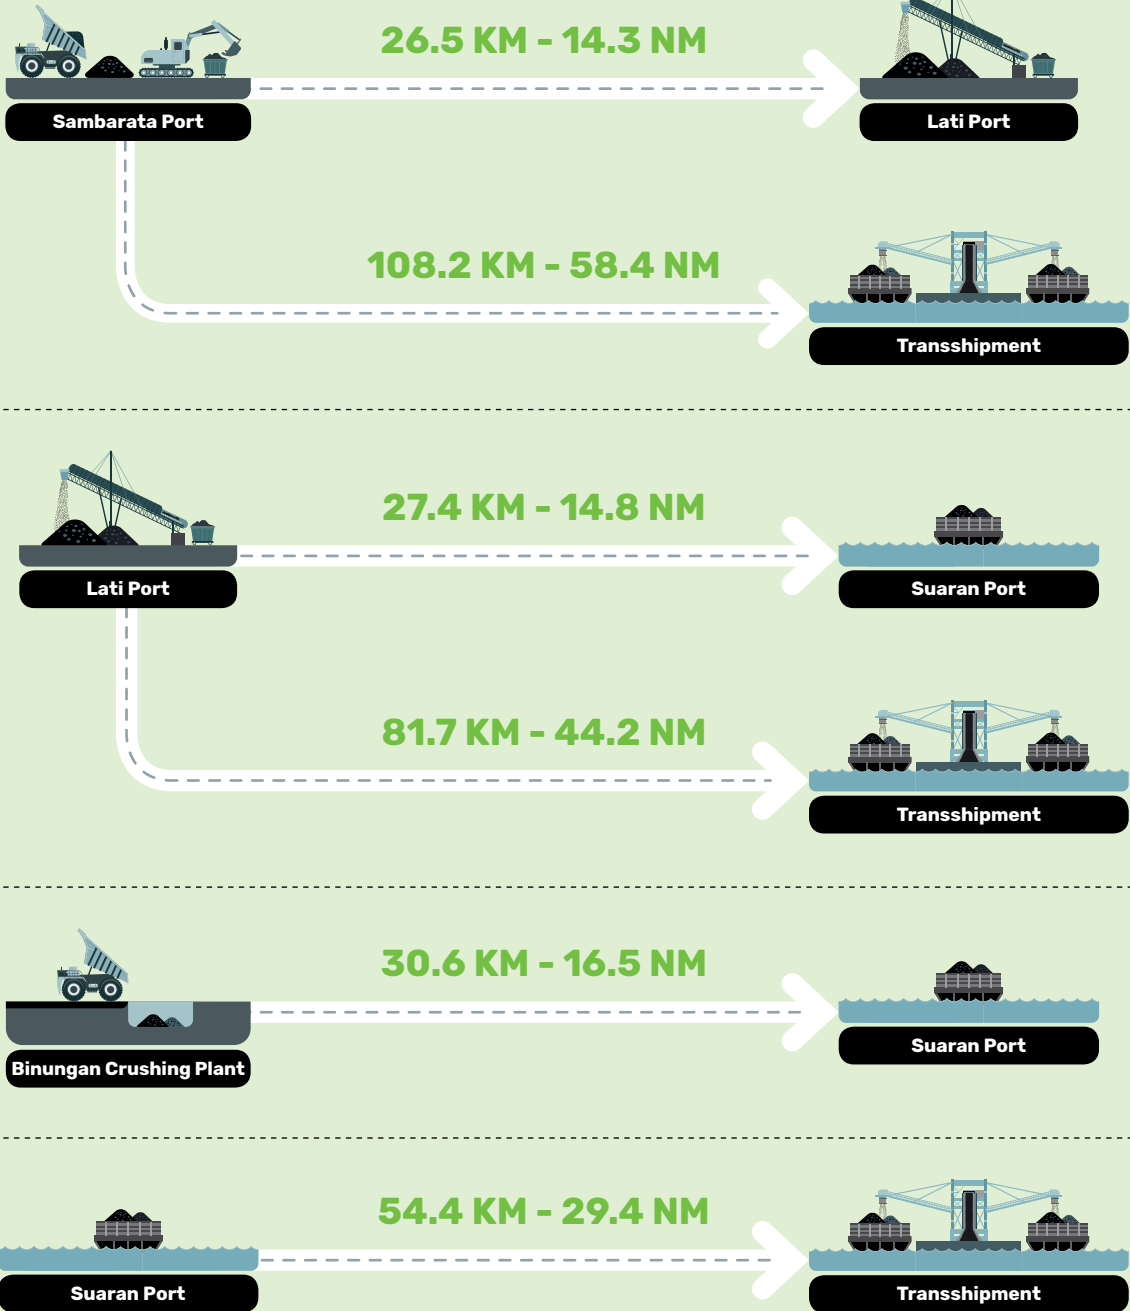 26.5 KM - 14.3 NM
Sambarata Port
Lati Port
108.2 KM - 58.4 NM
Transshipment
27.4 KM - 14.8 NM
Lati Port
Suaran Port
81.7 KM - 44.2 NM
Transshipment
30.6 KM - 16.5 NM
Suaran Port
Binungan Crushing Plant
54.4 KM - 29.4 NM
Suaran Port
Transshipment